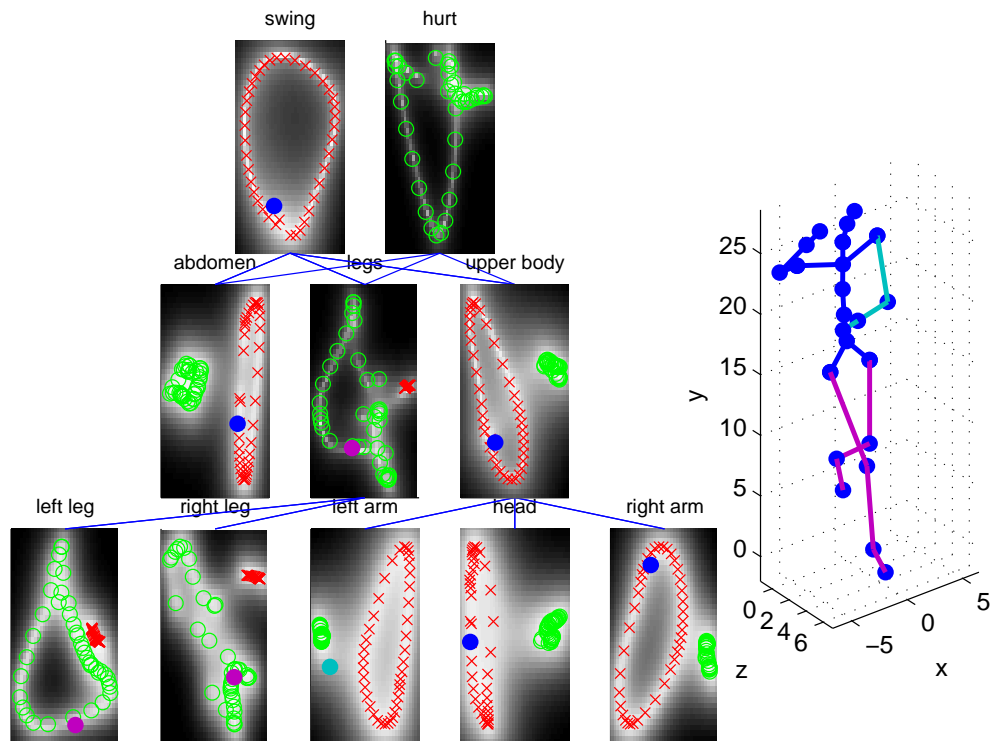 swing hurt
abdomen legs upper body
left leg right leg left arm head right arm
25
20
15
10
5
0
y
0 2 4 6
z
−5 0 5
x